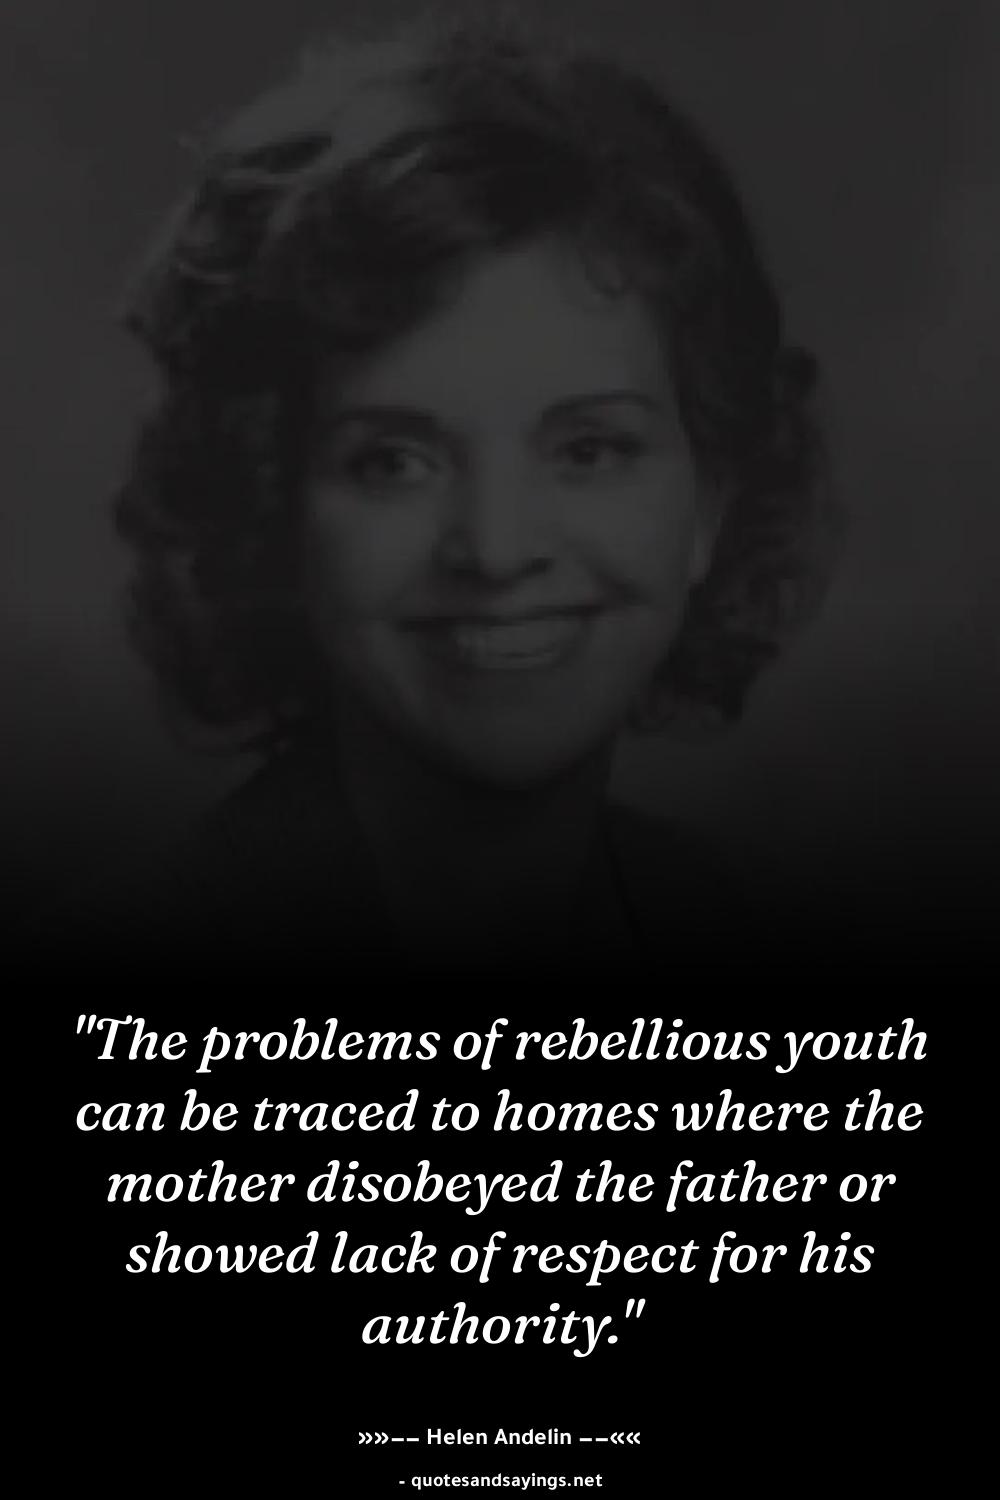 "The problems of rebellious youth
can be traced to homes where the
mother disobeyed the father or
showed lack of respect for his
authority."
»»−− Helen Andelin −−««
- quotesandsayings.net